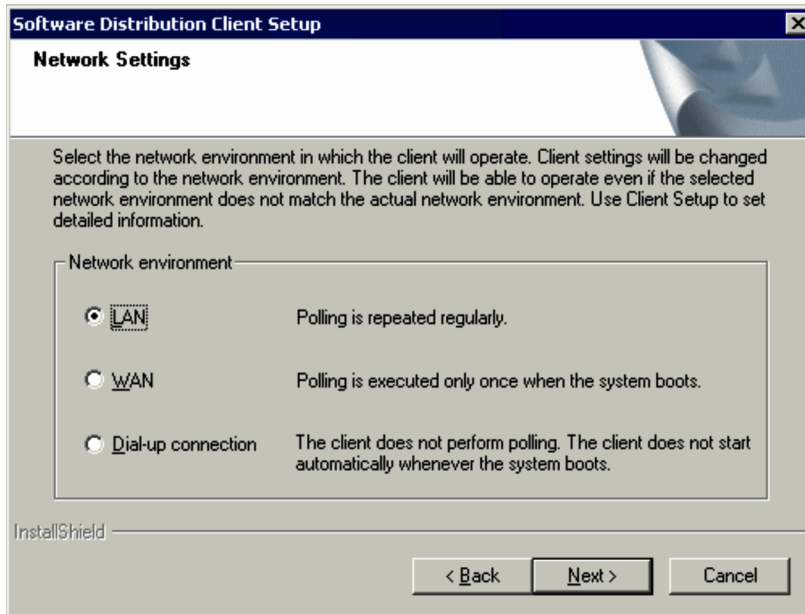 Software Distribution Client Setup
Network Settings
Select the network environment in which the client will operate. Client settings will be changed
according to the network environment. The client will be able to operate even if the selected
network environment does not match the actual network environment. Use Client Setup to set
detailed information.
Network environment
LAN
Polling is repeated regularly.
WAN
Polling is executed only once when the system boots.
Dial-up connection
The client does not perform polling. The client does not start
automatically whenever the system boots.
InstallShield
< Back
Next >
Cancel